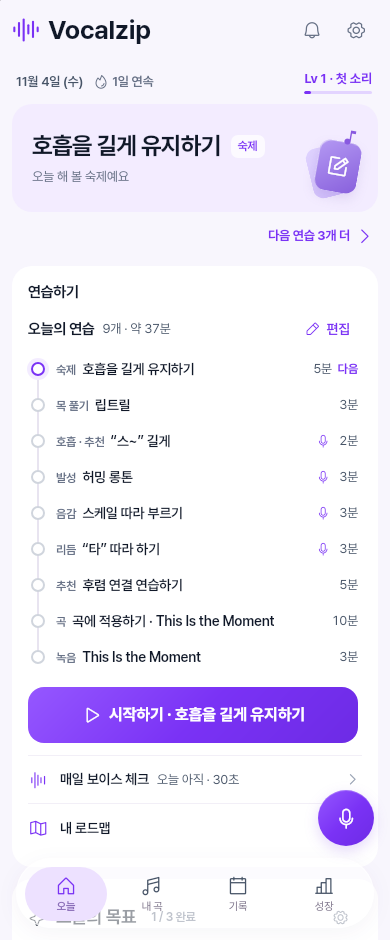 Vocalzip
11월 4일 (수) 1일 연속 Lv 1 · 첫 소리
호흡을 길게 유지하기 숙제
오늘 해 볼 숙제예요
다음 연습 3개 더
연습하기
오늘의 연습 9개 · 약 37분 편집
숙제 호흡을 길게 유지하기 5분 다음
목 풀기 립트릴 3분
호흡 · 추천 “스~” 길게 2분
발성 허밍 롱톤 3분
음감 스케일 따라 부르기 3분
리듬 “타” 따라 하기 3분
추천 후렴 연결 연습하기 5분
곡 곡에 적용하기 · This Is the Moment 10분
녹음 This Is the Moment 3분
시작하기 · 호흡을 길게 유지하기
매일 보이스 체크 오늘 아직 · 30초
내 로드맵
오늘 내 곡 기록 성장
오늘의 목표 1 / 3 완료